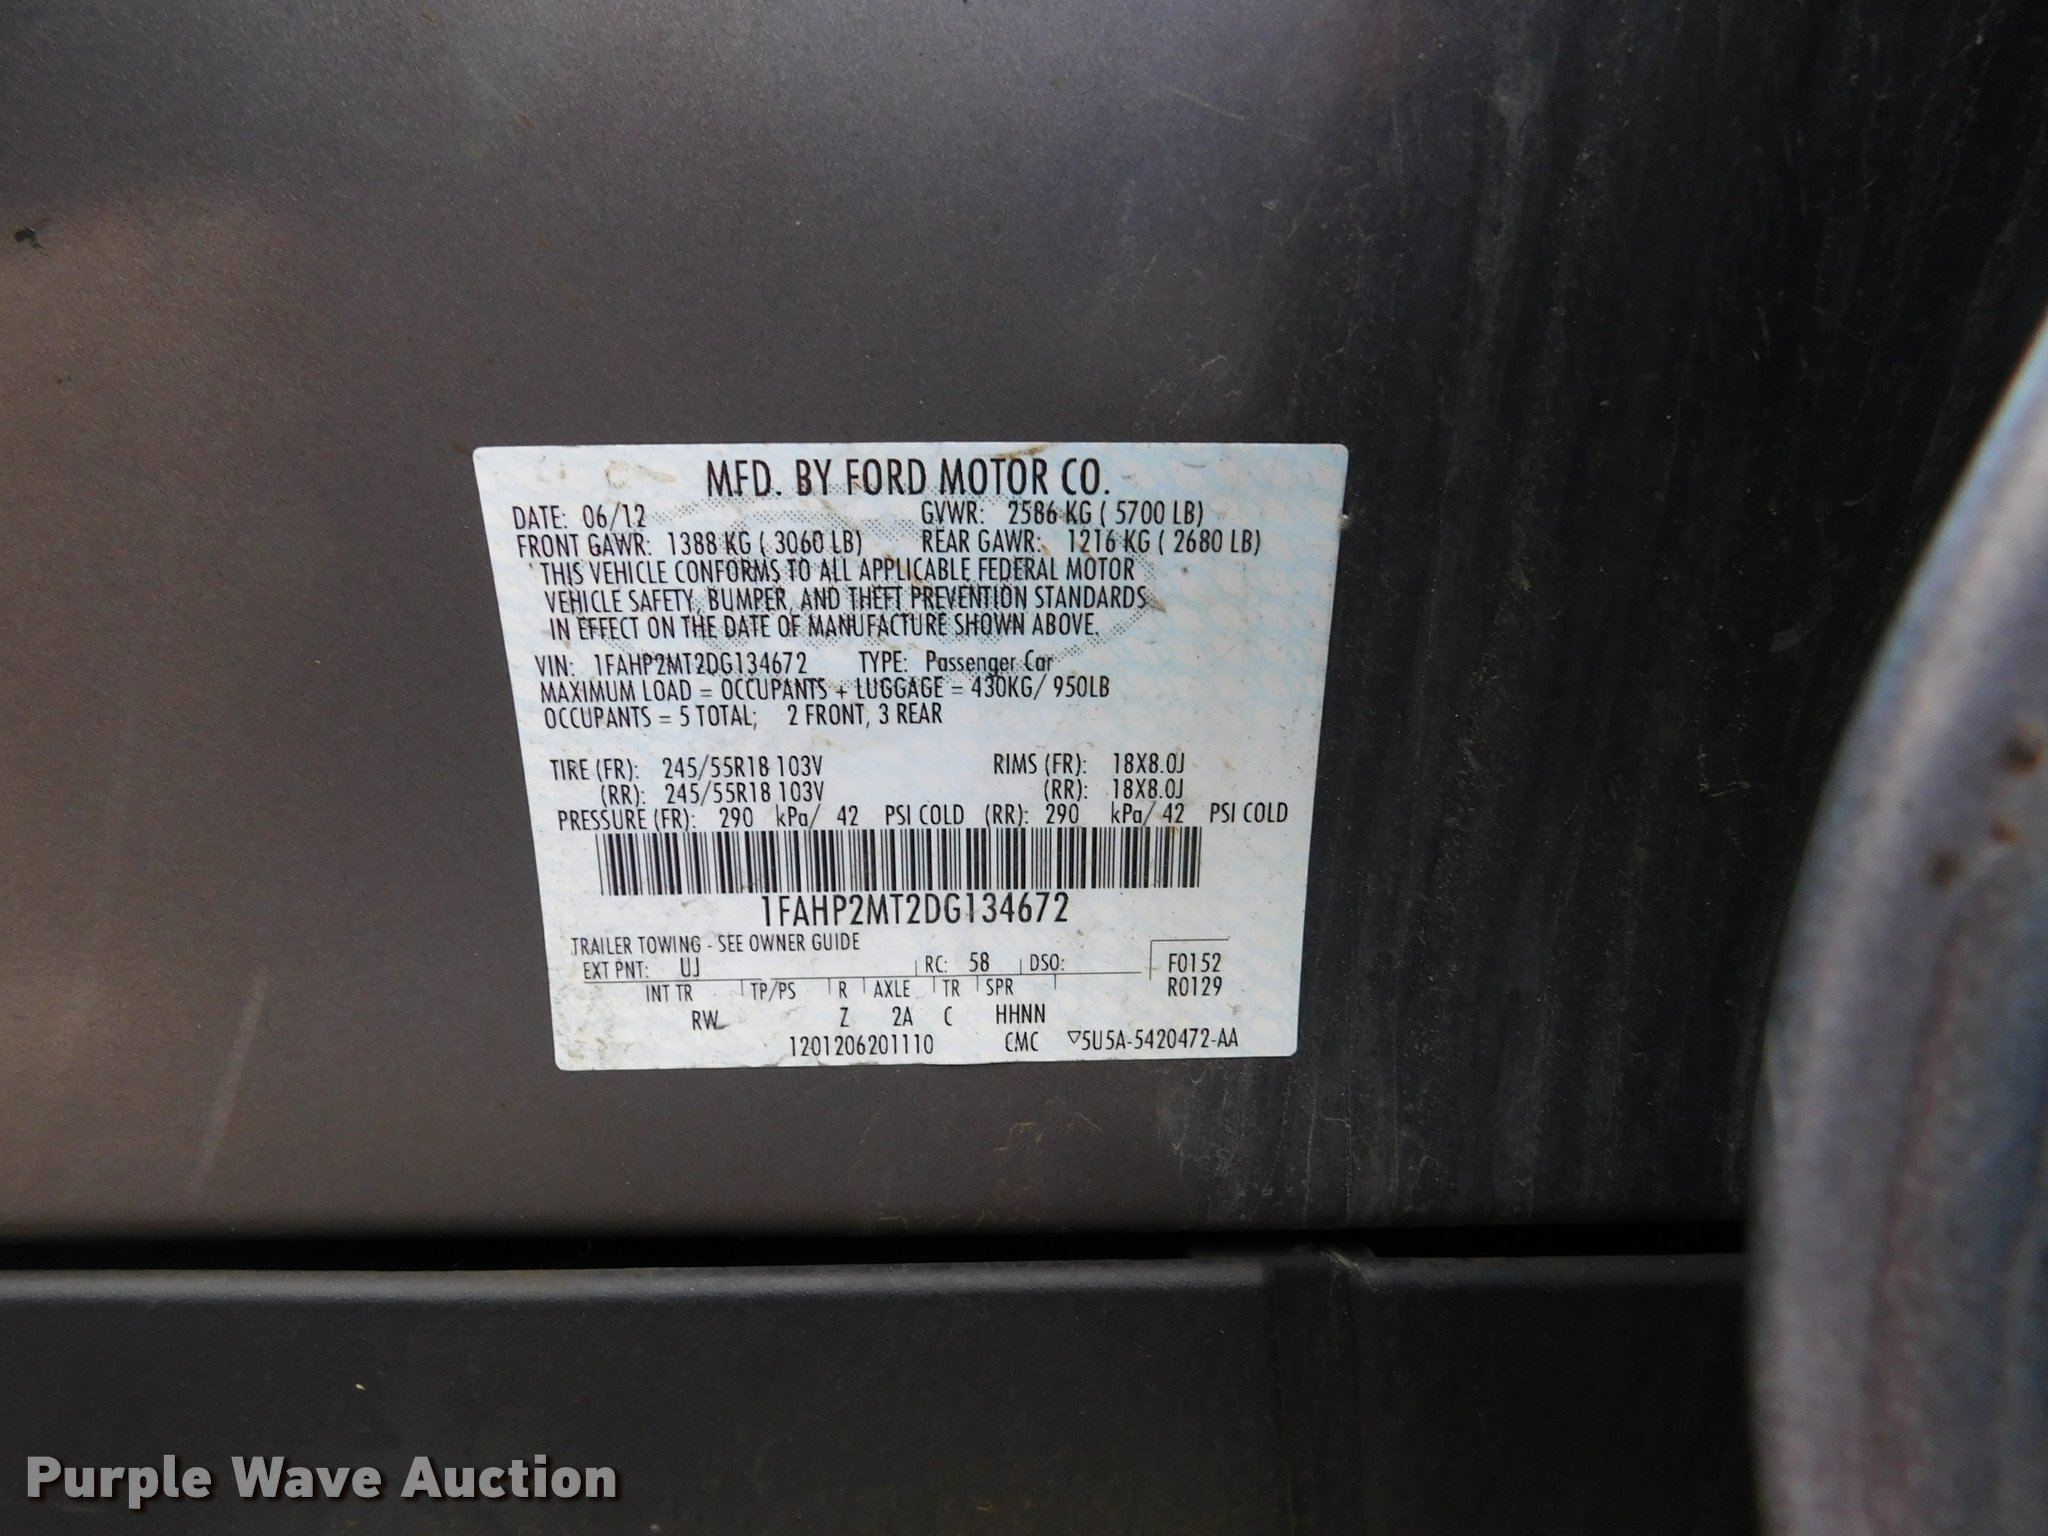 MFD. BY FORD MOTOR CO.
DATE: 06/12 GVWR: 2586 KG ( 5700 LB)
FRONT GAWR: 1388 KG ( 3060 LB) REAR GAWR: 1216 KG ( 2680 LB)
THIS VEHICLE CONFORMS TO ALL APPLICABLE FEDERAL MOTOR
VEHICLE SAFETY, BUMPER, AND THEFT PREVENTION STANDARDS
IN EFFECT ON THE DATE OF MANUFACTURE SHOWN ABOVE.
VIN: 1FAHP2MT2DG134672 TYPE: Passenger Car
MAXIMUM LOAD = OCCUPANTS + LUGGAGE = 430KG/ 950LB
OCCUPANTS = 5 TOTAL; 2 FRONT, 3 REAR
TIRE (FR): 245/55R18 103V RIMS (FR): 18X8.0J
(RR): 245/55R18 103V (RR): 18X8.0J
PRESSURE (FR): 290 kPa/ 42 PSI COLD (RR): 290 kPa/ 42 PSI COLD
1FAHP2MT2DG134672
TRAILER TOWING - SEE OWNER GUIDE
EXT PNT: UJ RC: 58 DSO: F0152
INT TR TP/PS R AXLE TR SPR R0129
RW Z 2A C HHNN
1201206201110 CMC ▽5U5A-5420472-AA
Purple Wave Auction